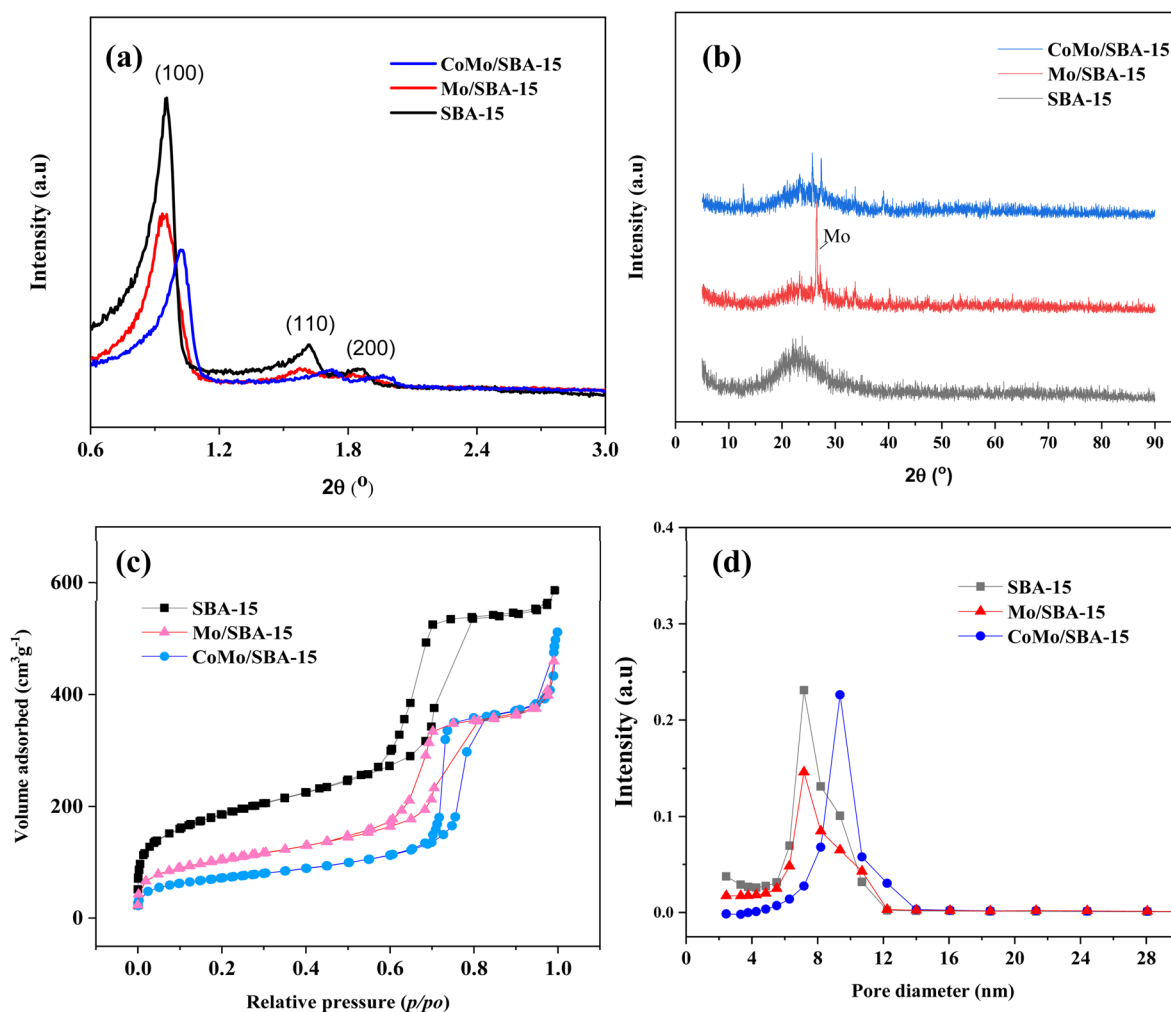 (a)
(100)
CoMo/SBA-15
Mo/SBA-15
SBA-15
(110)
(200)
Intensity (a.u)
0.6 1.2 1.8 2.4 3.0
2θ (o)
(b)
CoMo/SBA-15
Mo/SBA-15
SBA-15
Mo
Intensity (a.u)
0 10 20 30 40 50 60 70 80 90
2θ (o)
(c)
SBA-15
Mo/SBA-15
CoMo/SBA-15
Volume adsorbed (cm3g-1)
600
400
200
0
0.0 0.2 0.4 0.6 0.8 1.0
Relative pressure (p/po)
(d)
SBA-15
Mo/SBA-15
CoMo/SBA-15
Intensity (a.u)
0.4
0.3
0.2
0.1
0.0
0 4 8 12 16 20 24 28
Pore diameter (nm)